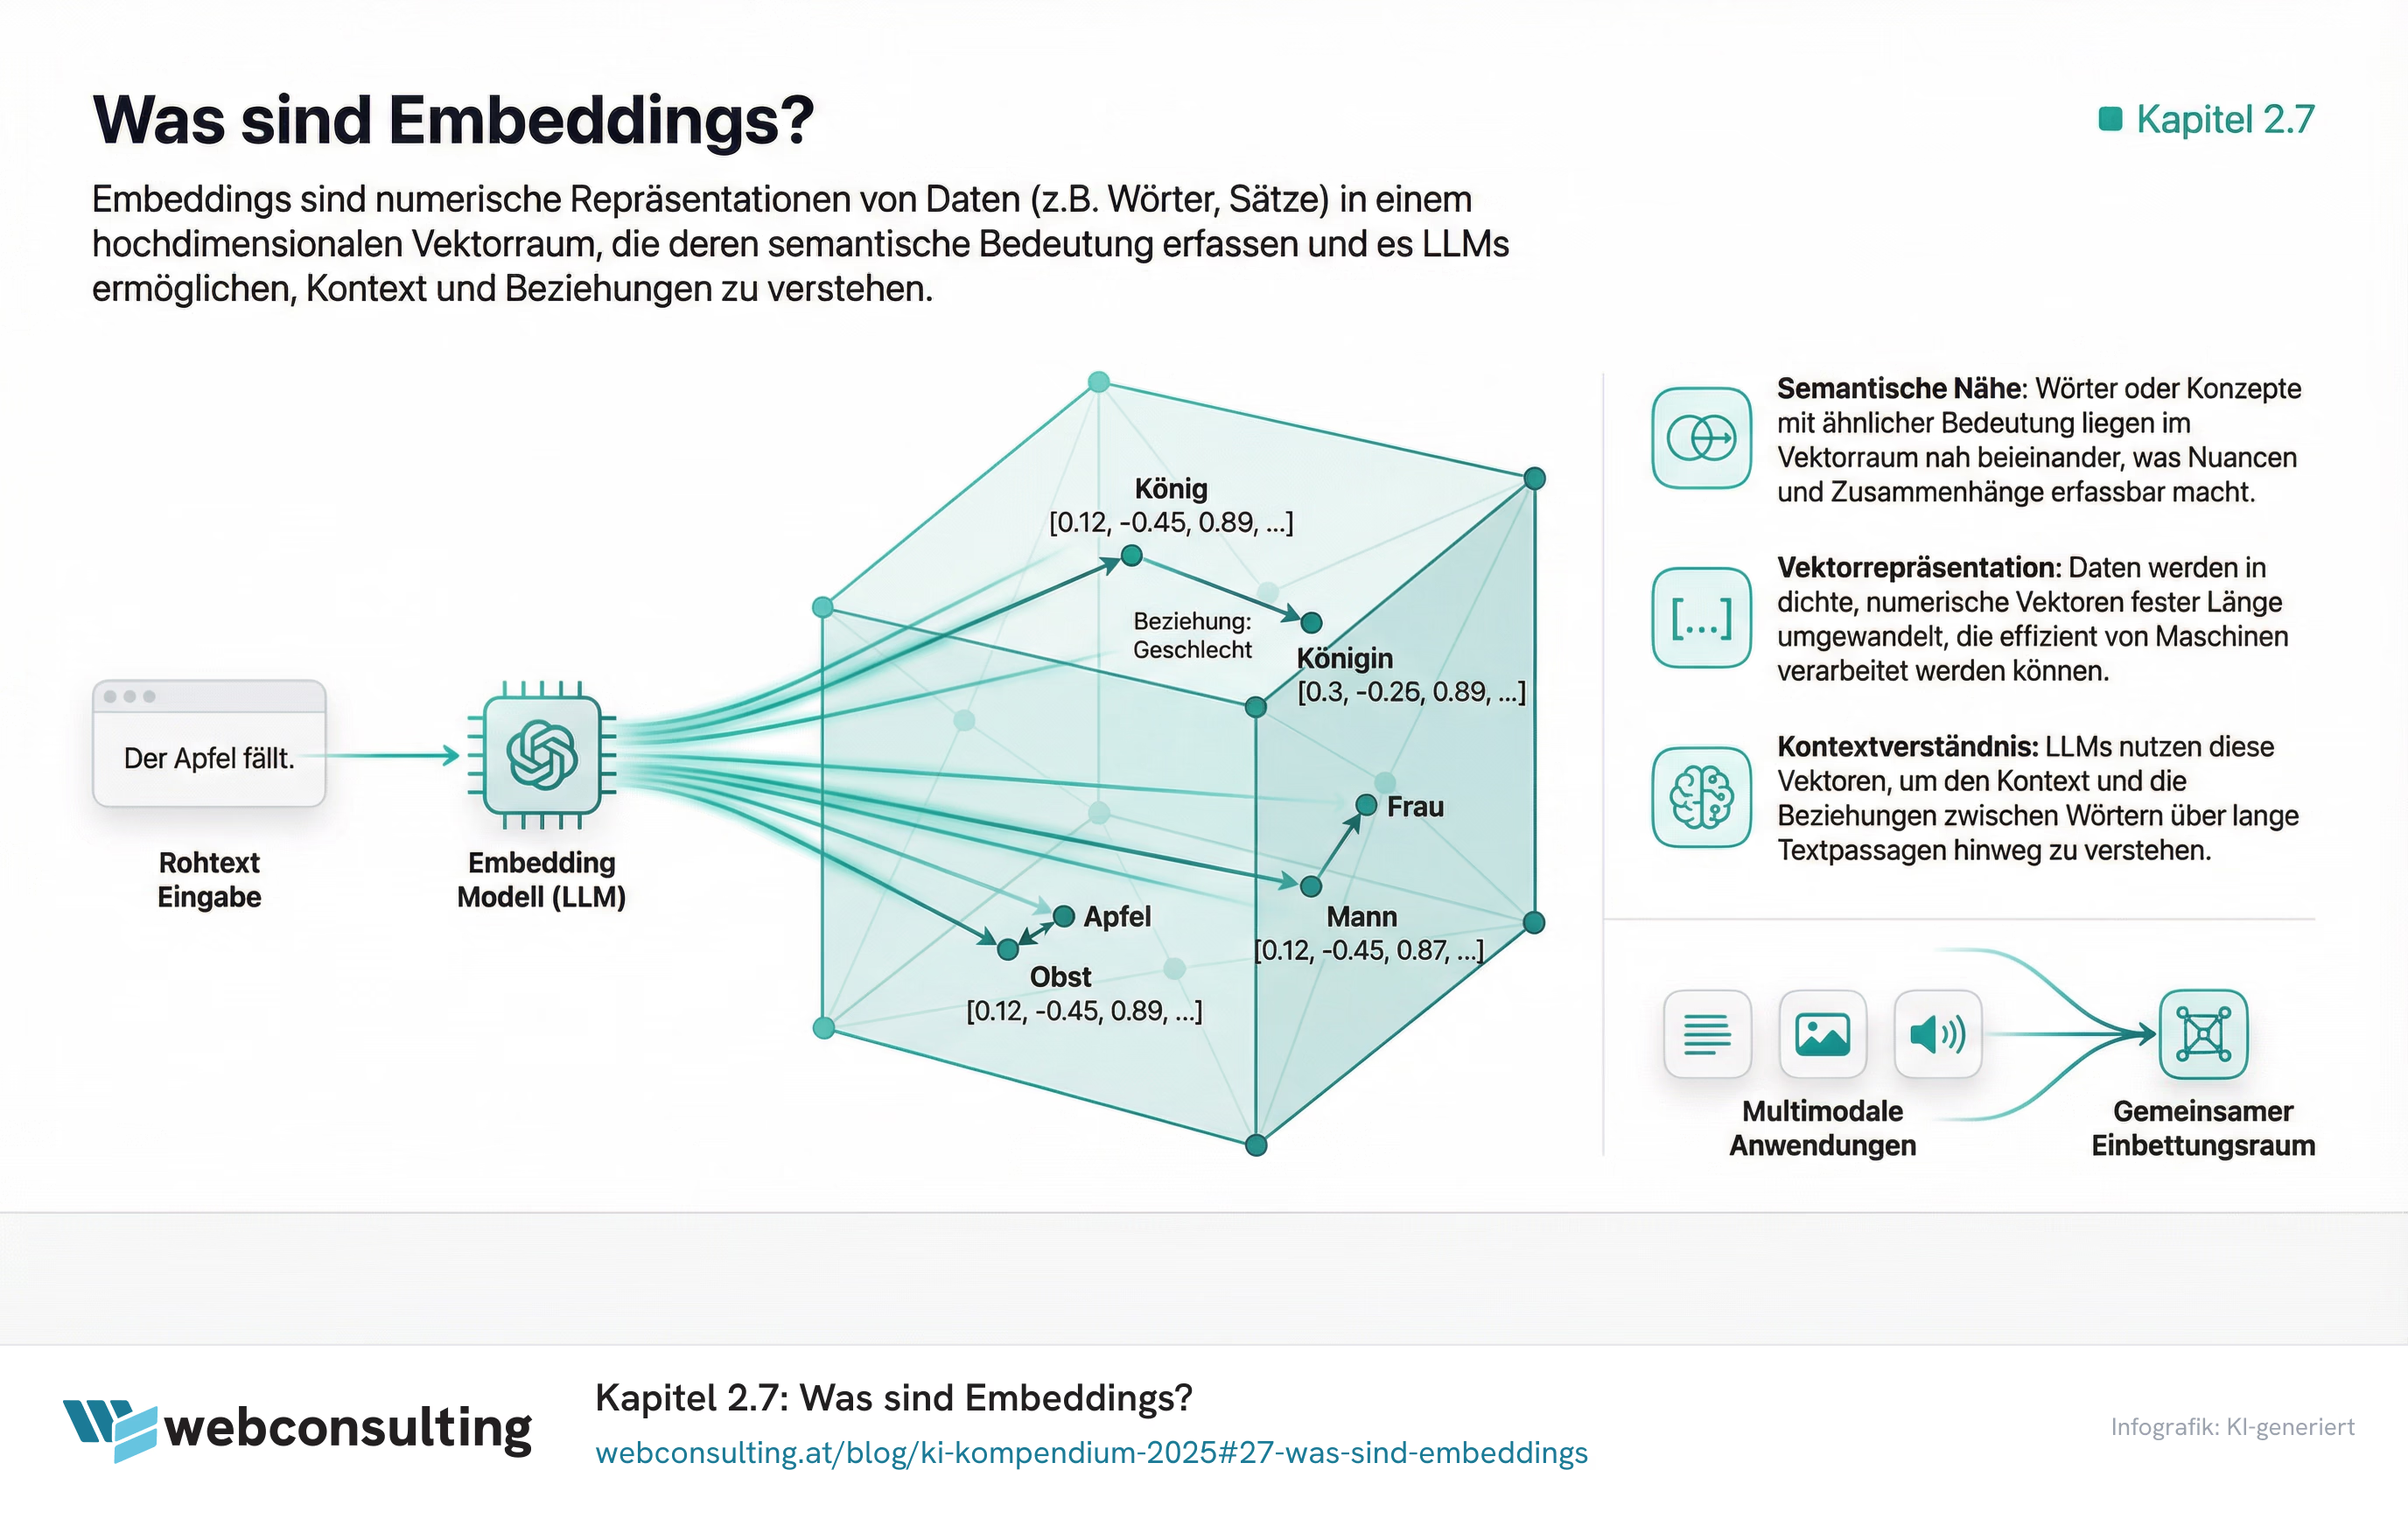 Was sind Embeddings?
Kapitel 2.7
Embeddings sind numerische Repräsentationen von Daten (z.B. Wörter, Sätze) in einem
hochdimensionalen Vektorraum, die deren semantische Bedeutung erfassen und es LLMs
ermöglichen, Kontext und Beziehungen zu verstehen.
Der Apfel fällt.
Rohtext
Eingabe
Embedding
Modell (LLM)
König
[0.12, -0.45, 0.89, ...]
Beziehung:
Geschlecht
Königin
[0.3, -0.26, 0.89, ...]
Frau
Mann
[0.12, -0.45, 0.87, ...]
Apfel
Obst
[0.12, -0.45, 0.89, ...]
Semantische Nähe: Wörter oder Konzepte
mit ähnlicher Bedeutung liegen im
Vektorraum nah beieinander, was Nuancen
und Zusammenhänge erfassbar macht.
[...]
Vektorrepräsentation: Daten werden in
dichte, numerische Vektoren fester Länge
umgewandelt, die effizient von Maschinen
verarbeitet werden können.
Kontextverständnis: LLMs nutzen diese
Vektoren, um den Kontext und die
Beziehungen zwischen Wörtern über lange
Textpassagen hinweg zu verstehen.
Multimodale
Anwendungen
Gemeinsamer
Einbettungsraum
webconsulting
Kapitel 2.7: Was sind Embeddings?
webconsulting.at/blog/ki-kompendium-2025#27-was-sind-embeddings
Infografik: KI-generiert